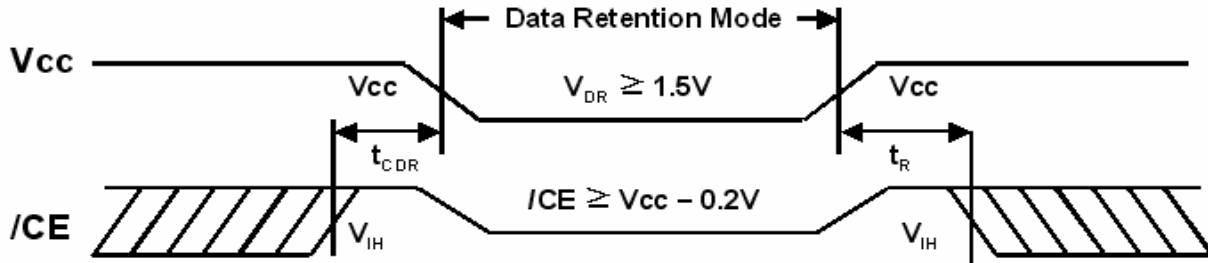 Data Retention Mode
Vcc
Vcc
V_DR ≥ 1.5V
Vcc
t_CDR
t_R
/CE ≥ Vcc – 0.2V
/CE
V_IH
V_IH